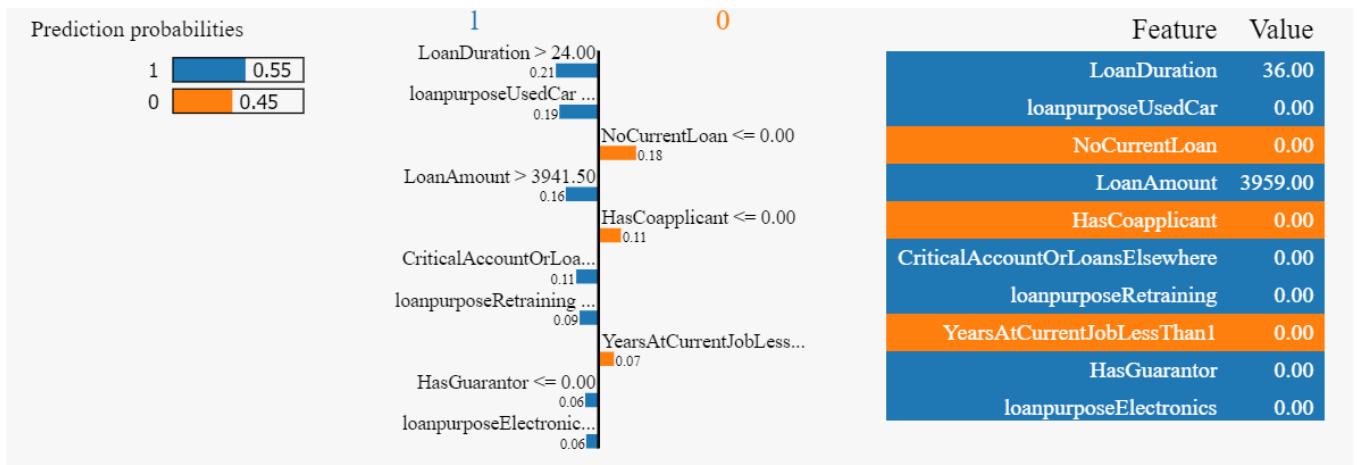 Prediction probabilities
1 0.55
0 0.45
1 0
LoanDuration > 24.00
0.21
loanpurposeUsedCar ...
0.19
NoCurrentLoan <= 0.00
0.18
LoanAmount > 3941.50
0.16
HasCoapplicant <= 0.00
0.11
CriticalAccountOrLoa...
0.11
loanpurposeRetraining ...
0.09
YearsAtCurrentJobLess...
0.07
HasGuarantor <= 0.00
0.06
loanpurposeElectronic...
0.06
Feature Value
LoanDuration 36.00
loanpurposeUsedCar 0.00
NoCurrentLoan 0.00
LoanAmount 3959.00
HasCoapplicant 0.00
CriticalAccountOrLoansElsewhere 0.00
loanpurposeRetraining 0.00
YearsAtCurrentJobLessThan1 0.00
HasGuarantor 0.00
loanpurposeElectronics 0.00